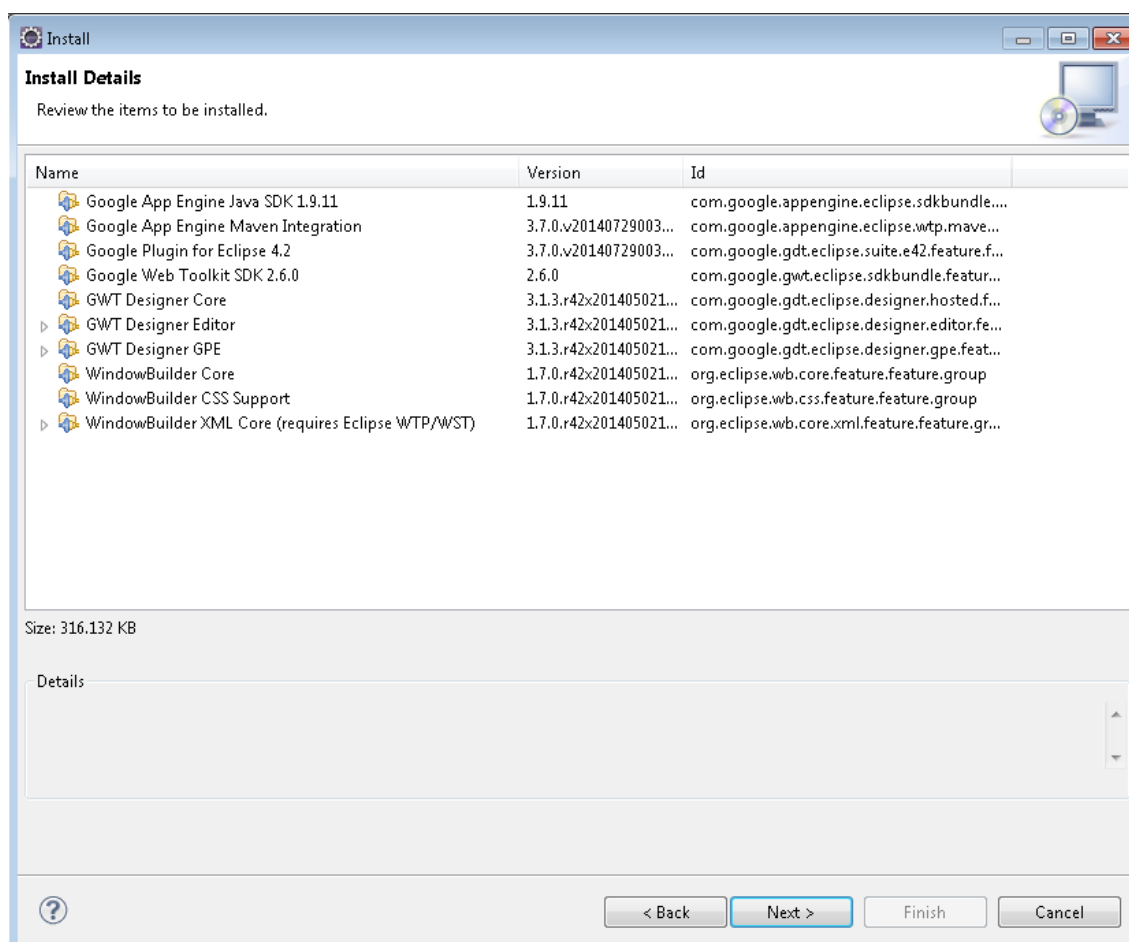 Install
Install Details
Review the items to be installed.
Name Version Id
Google App Engine Java SDK 1.9.11 1.9.11 com.google.appengine.eclipse.sdkbundle....
Google App Engine Maven Integration 3.7.0.v20140729003... com.google.appengine.eclipse.wtp.mave...
Google Plugin for Eclipse 4.2 3.7.0.v20140729003... com.google.gdt.eclipse.suite.e42.feature.f...
Google Web Toolkit SDK 2.6.0 2.6.0 com.google.gwt.eclipse.sdkbundle.featur...
GWT Designer Core 3.1.3.r42x201405021... com.google.gdt.eclipse.designer.hosted.f...
GWT Designer Editor 3.1.3.r42x201405021... com.google.gdt.eclipse.designer.editor.fe...
GWT Designer GPE 3.1.3.r42x201405021... com.google.gdt.eclipse.designer.gpe.feat...
WindowBuilder Core 1.7.0.r42x201405021... org.eclipse.wb.core.feature.feature.group
WindowBuilder CSS Support 1.7.0.r42x201405021... org.eclipse.wb.css.feature.feature.group
WindowBuilder XML Core (requires Eclipse WTP/WST) 1.7.0.r42x201405021... org.eclipse.wb.core.xml.feature.feature.gr...
Size: 316.132 KB
Details
? < Back Next > Finish Cancel